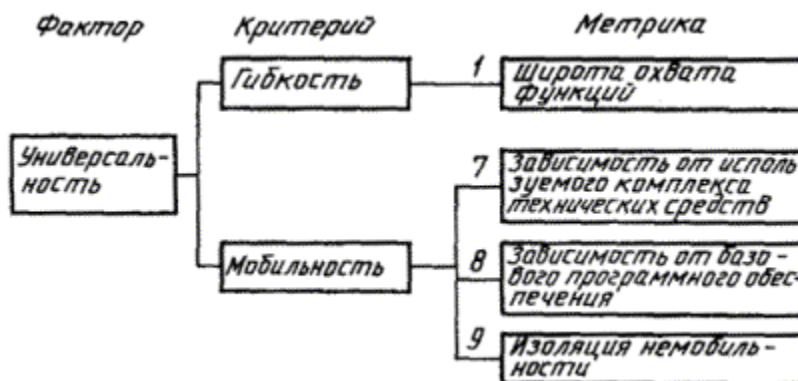 Фактор Критерий Метрика
Гибкость
1
Широта охвата
функций
Универсаль-
ность
7
Зависимость от исполь
зуемого комплекса
технических средств
Мобильность
8
Зависимость от базо-
вого программного обес-
печения
9
Изоляция немобиль-
ности